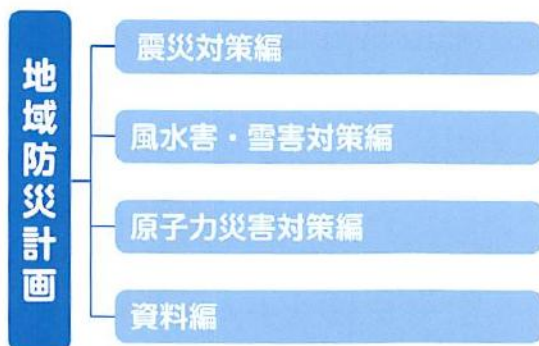 地域防災計画
震災対策編
風水害・雪害対策編
原子力災害対策編
資料編